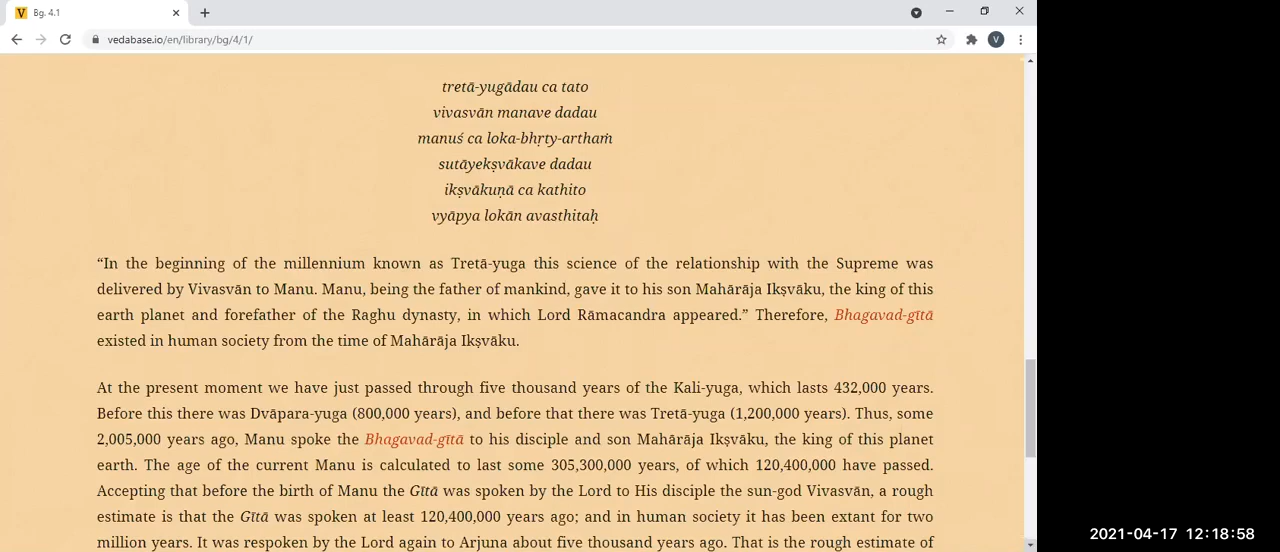 Bg. 4.1
vedabase.io/en/library/bg/4/1/
V
tretā-yugādau ca tato
vivasvān manave dadau
manuś ca loka-bhṛty-arthaṁ
sutāyekṣvākave dadau
ikṣvākuṇā ca kathito
vyāpya lokān avasthitaḥ
“In the beginning of the millennium known as Tretā-yuga this science of the relationship with the Supreme was
delivered by Vivasvān to Manu. Manu, being the father of mankind, gave it to his son Mahārāja Ikṣvāku, the king of this
earth planet and forefather of the Raghu dynasty, in which Lord Rāmacandra appeared.” Therefore, Bhagavad-gītā
existed in human society from the time of Mahārāja Ikṣvāku.
At the present moment we have just passed through five thousand years of the Kali-yuga, which lasts 432,000 years.
Before this there was Dvāpara-yuga (800,000 years), and before that there was Tretā-yuga (1,200,000 years). Thus, some
2,005,000 years ago, Manu spoke the Bhagavad-gītā to his disciple and son Mahārāja Ikṣvāku, the king of this planet
earth. The age of the current Manu is calculated to last some 305,300,000 years, of which 120,400,000 have passed.
Accepting that before the birth of Manu the Gītā was spoken by the Lord to His disciple the sun-god Vivasvān, a rough
estimate is that the Gītā was spoken at least 120,400,000 years ago; and in human society it has been extant for two
million years. It was respoken by the Lord again to Arjuna about five thousand years ago. That is the rough estimate of
2021-04-17 12:18:58